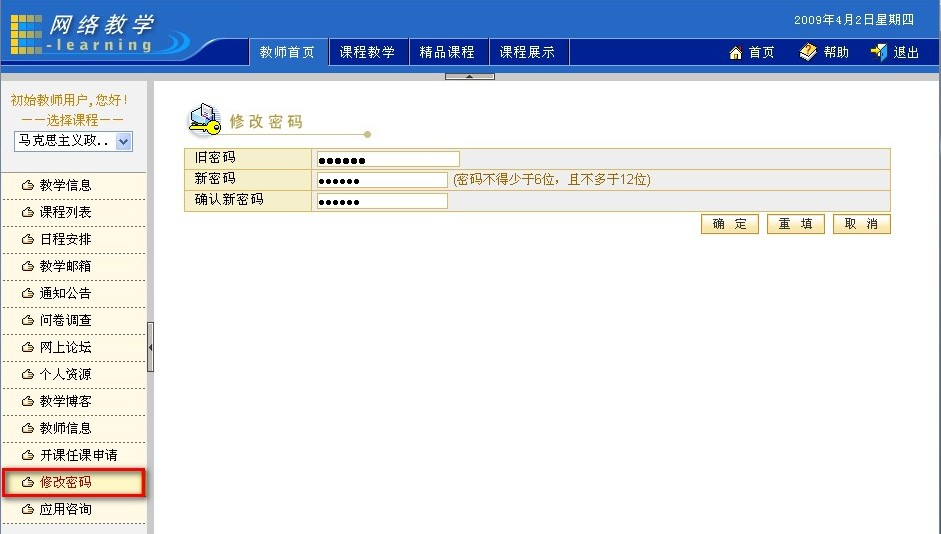 网络教学
-learning
2009年4月2日星期四
教师首页 课程教学 精品课程 课程展示 首页 帮助 退出
初始教师用户,您好!
——选择课程——
马克思主义政..
教学信息
课程列表
日程安排
教学邮箱
通知公告
问卷调查
网上论坛
个人资源
教学博客
教师信息
开课任课申请
修改密码
应用咨询
修改密码
旧密码 ●●●●●●
新密码 ●●●●●● (密码不得少于6位，且不多于12位)
确认新密码 ●●●●●●
确 定 重 填 取 消